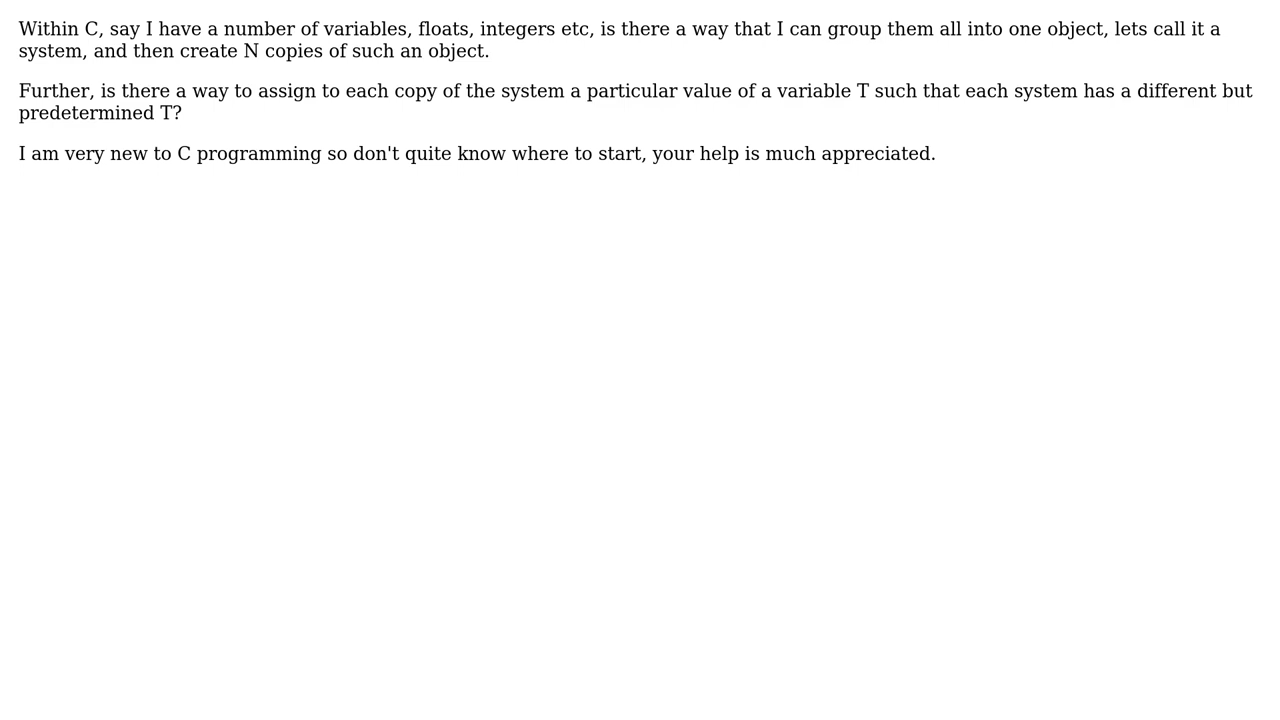 Within C, say I have a number of variables, floats, integers etc, is there a way that I can group them all into one object, lets call it a
system, and then create N copies of such an object.
Further, is there a way to assign to each copy of the system a particular value of a variable T such that each system has a different but
predetermined T?
I am very new to C programming so don't quite know where to start, your help is much appreciated.